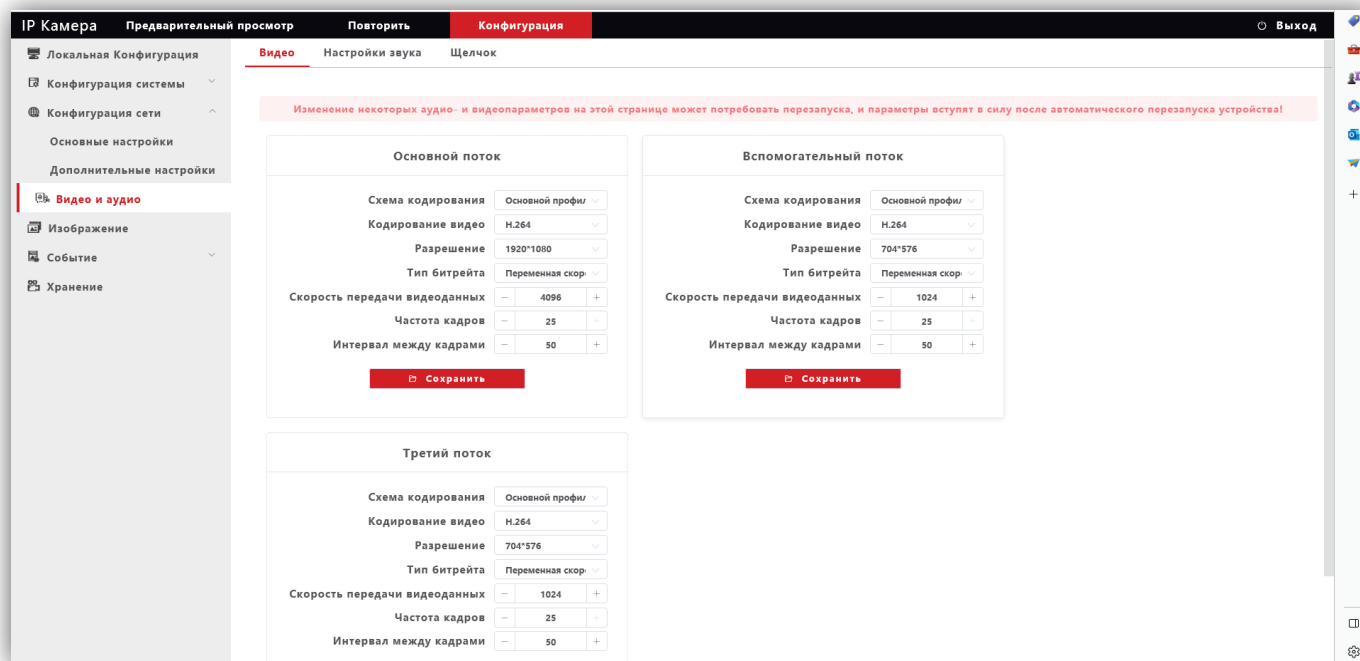 IP Камера
Предварительный просмотр
Повторить
Конфигурация
Выход
Локальная Конфигурация
Конфигурация системы
Конфигурация сети
Основные настройки
Дополнительные настройки
Видео и аудио
Изображение
Событие
Хранение
Видео
Настройки звука
Щелчок
Изменение некоторых аудио- и видеопараметров на этой странице может потребовать перезапуска, и параметры вступят в силу после автоматического перезапуска устройства!
Основной поток
Схема кодирования Основной профил
Кодирование видео H.264
Разрешение 1920*1080
Тип битрейта Переменная скор
Скорость передачи видеоданных − 4096 +
Частота кадров − 25 +
Интервал между кадрами − 50 +
Сохранить
Вспомогательный поток
Схема кодирования Основной профил
Кодирование видео H.264
Разрешение 704*576
Тип битрейта Переменная скор
Скорость передачи видеоданных − 1024 +
Частота кадров − 25 +
Интервал между кадрами − 50 +
Сохранить
Третий поток
Схема кодирования Основной профил
Кодирование видео H.264
Разрешение 704*576
Тип битрейта Переменная скор
Скорость передачи видеоданных − 1024 +
Частота кадров − 25 +
Интервал между кадрами − 50 +